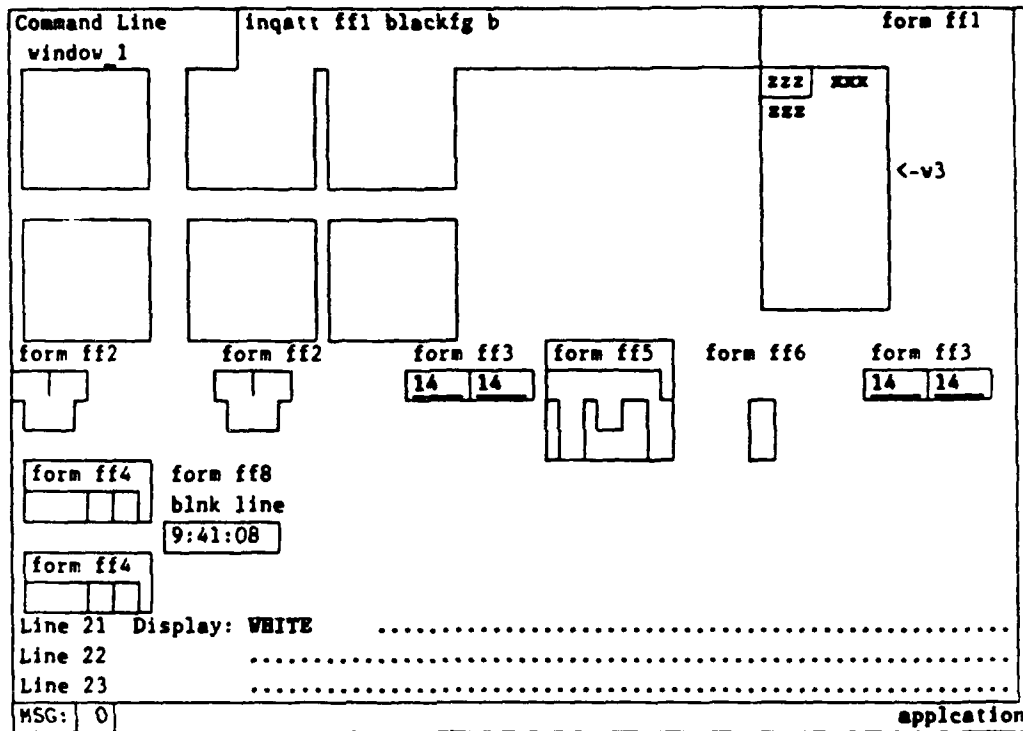 Command Line inqatt ff1 blackfg b form ff1
window_1
zzz xxx
zzz
<-v3
form ff2 form ff2 form ff3 form ff5 form ff6 form ff3
14 14 14 14
form ff4 form ff8
blnk line
9:41:08
form ff4
Line 21 Display: WHITE ..................................................
Line 22 ............................................................
Line 23 ............................................................
MSG: 0 applcation